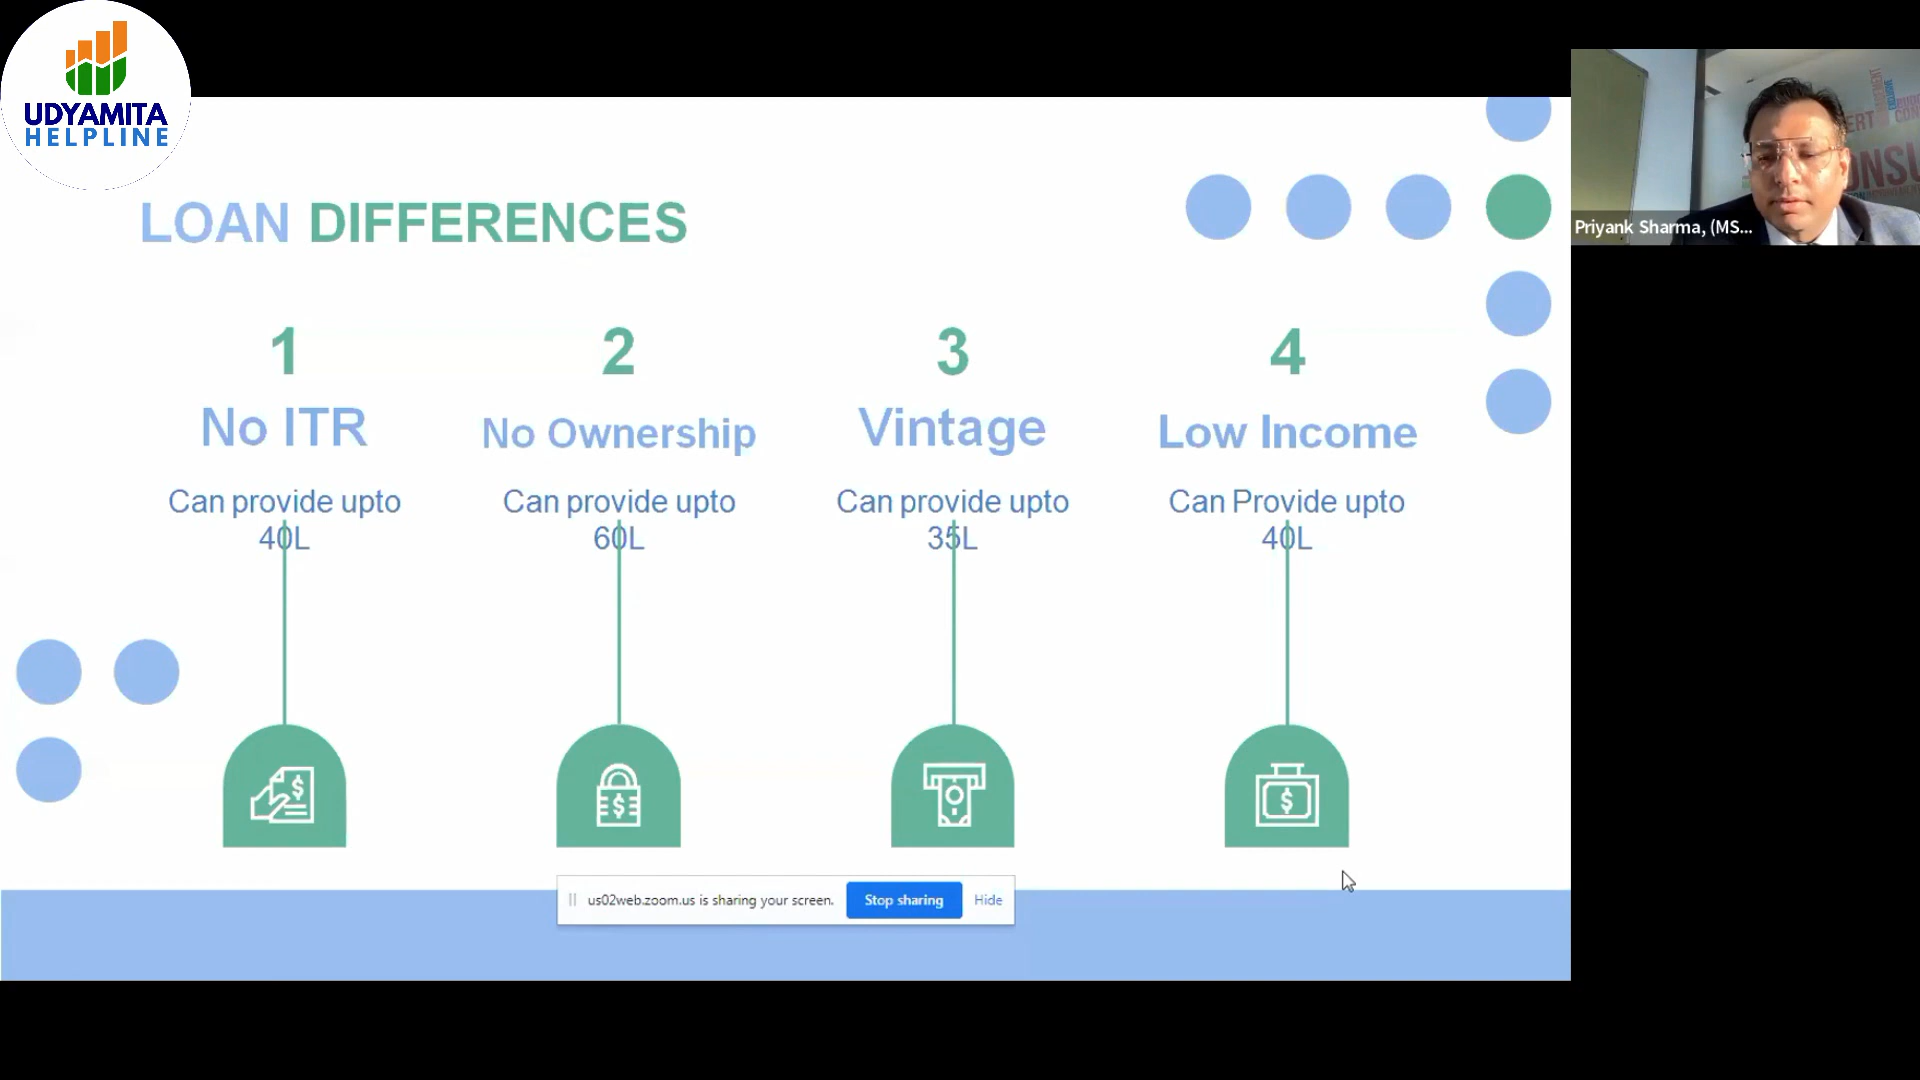 UDYAMITA
HELPLINE
LOAN DIFFERENCES
1
No ITR
Can provide upto
40L
2
No Ownership
Can provide upto
60L
3
Vintage
Can provide upto
35L
4
Low Income
Can Provide upto
40L
us02web.zoom.us is sharing your screen. Stop sharing Hide
Priyank Sharma, (MS...